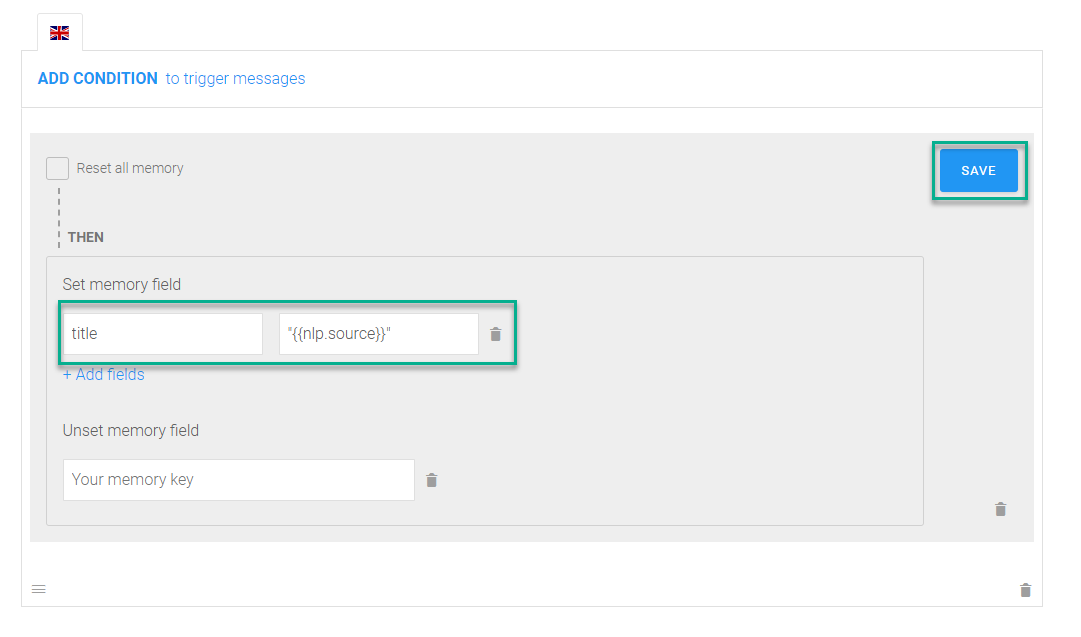 ADD CONDITION to trigger messages
Reset all memory
SAVE
THEN
Set memory field
title "{{nlp.source}}"
+ Add fields
Unset memory field
Your memory key